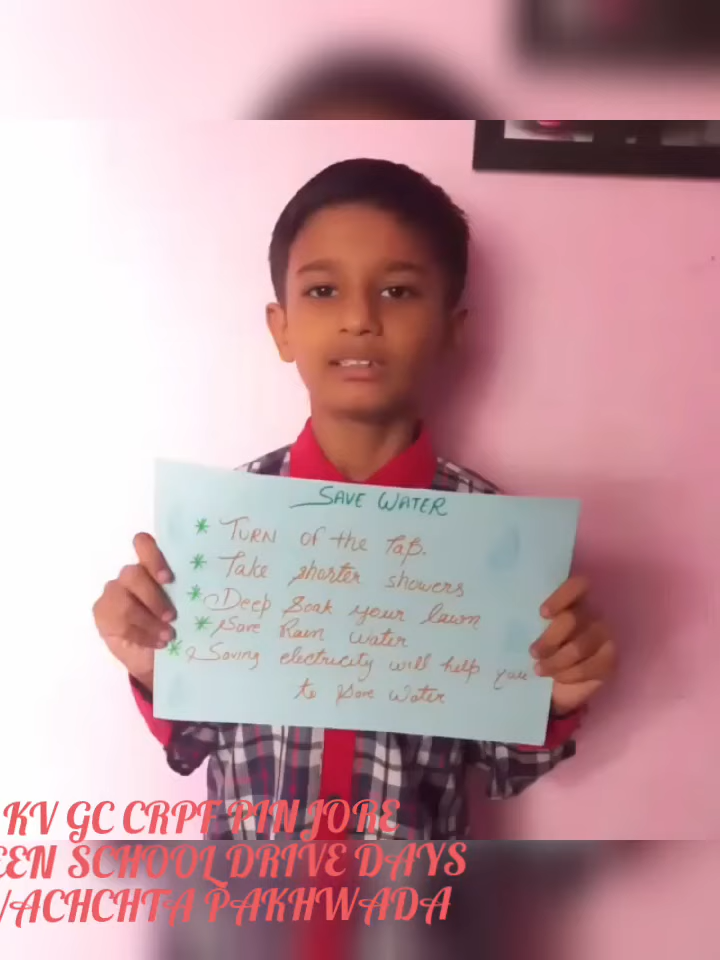 SAVE WATER
* TURN of the Tap.
* Take shorter showers
* Deep Soak your lawn
* Save Rain water
* Saving electricity will help you
to save water
KV GC CRPF PINJORE
EEN SCHOOL DRIVE DAYS
/ACHCHTA PAKHWADA